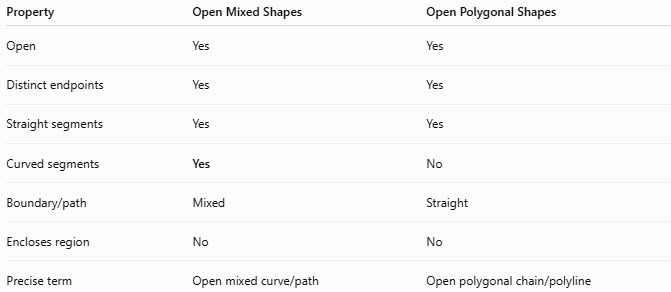 Property Open Mixed Shapes Open Polygonal Shapes
Open Yes Yes
Distinct endpoints Yes Yes
Straight segments Yes Yes
Curved segments Yes No
Boundary/path Mixed Straight
Encloses region No No
Precise term Open mixed curve/path Open polygonal chain/polyline